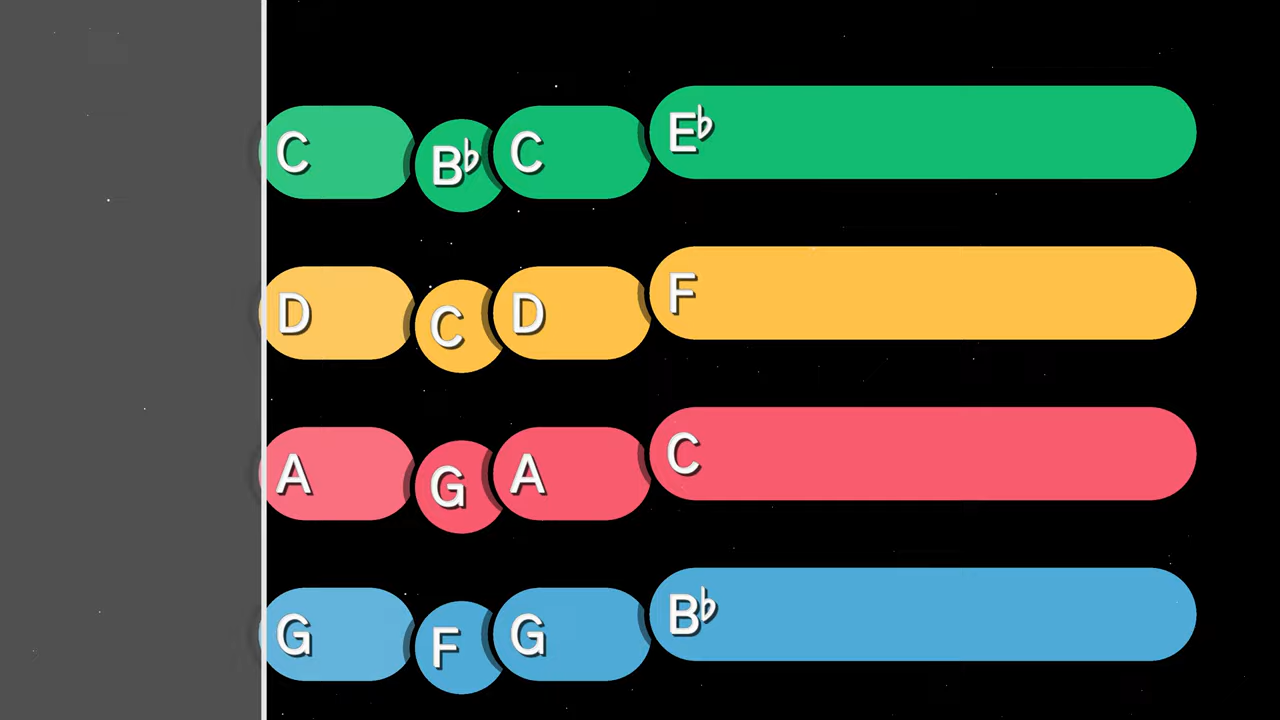 C B♭ C E♭
D C D F
A G A C
G F G B♭